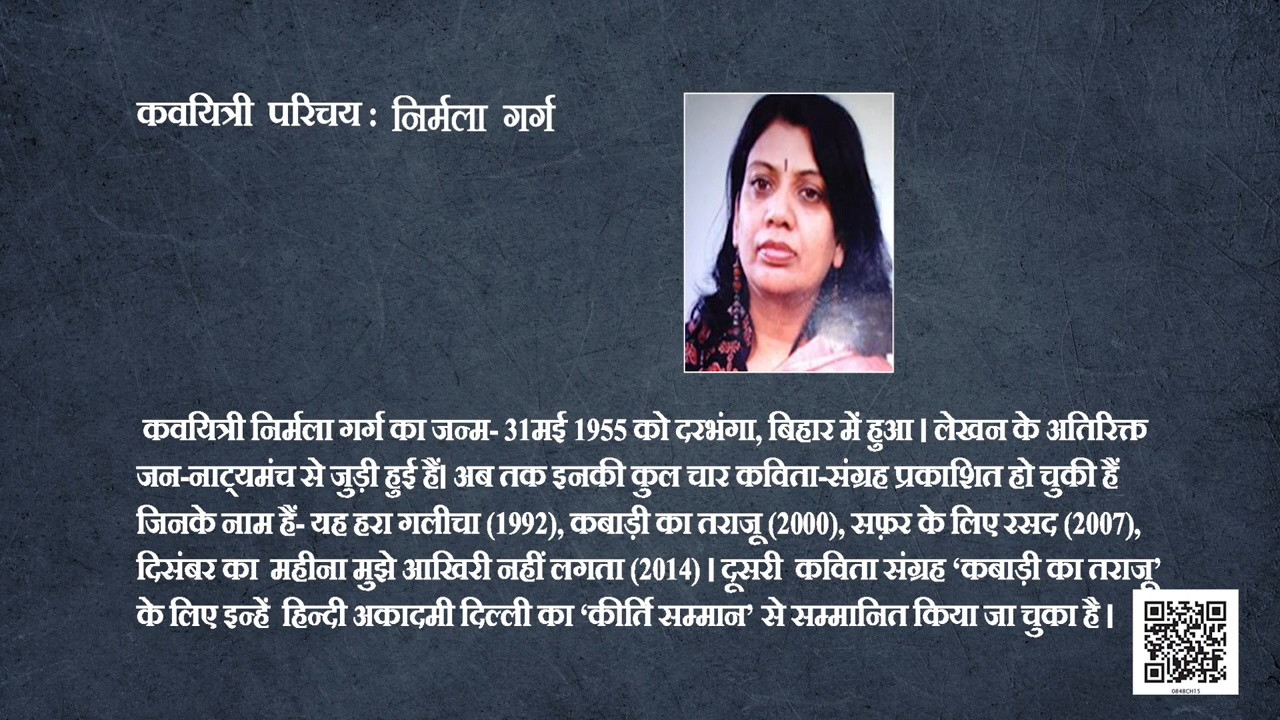 कवयित्री परिचय : निर्मला गर्ग
कवयित्री निर्मला गर्ग का जन्म- 31मई 1955 को दरभंगा, बिहार में हुआ । लेखन के अतिरिक्त
जन-नाट्यमंच से जुड़ी हुई हैं। अब तक इनकी कुल चार कविता-संग्रह प्रकाशित हो चुकी हैं
जिनके नाम हैं- यह हरा गलीचा (1992), कबाड़ी का तराजू (2000), सफ़र के लिए रसद (2007),
दिसंबर का महीना मुझे आखिरी नहीं लगता (2014) । दूसरी कविता संग्रह ‘कबाड़ी का तराजू’
के लिए इन्हें हिन्दी अकादमी दिल्ली का ‘कीर्ति सम्मान’ से सम्मानित किया जा चुका है ।
0848CH15